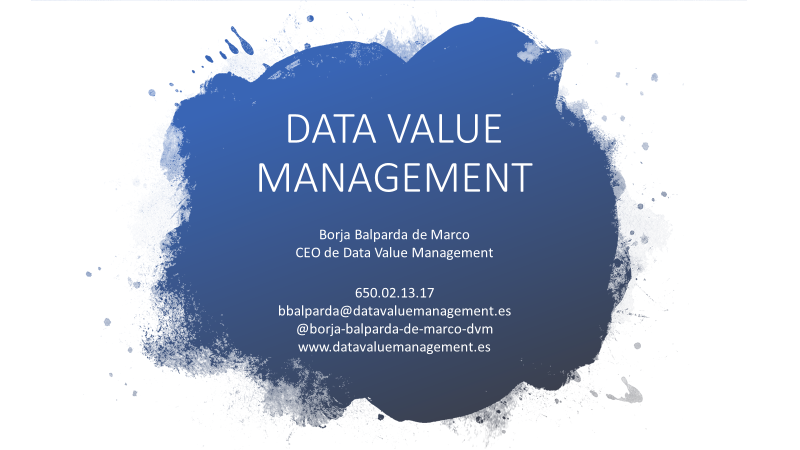 DATA VALUE
MANAGEMENT
Borja Balparda de Marco
CEO de Data Value Management
650.02.13.17
bbalparda@datavaluemanagement.es
@borja-balparda-de-marco-dvm
www.datavaluemanagement.es